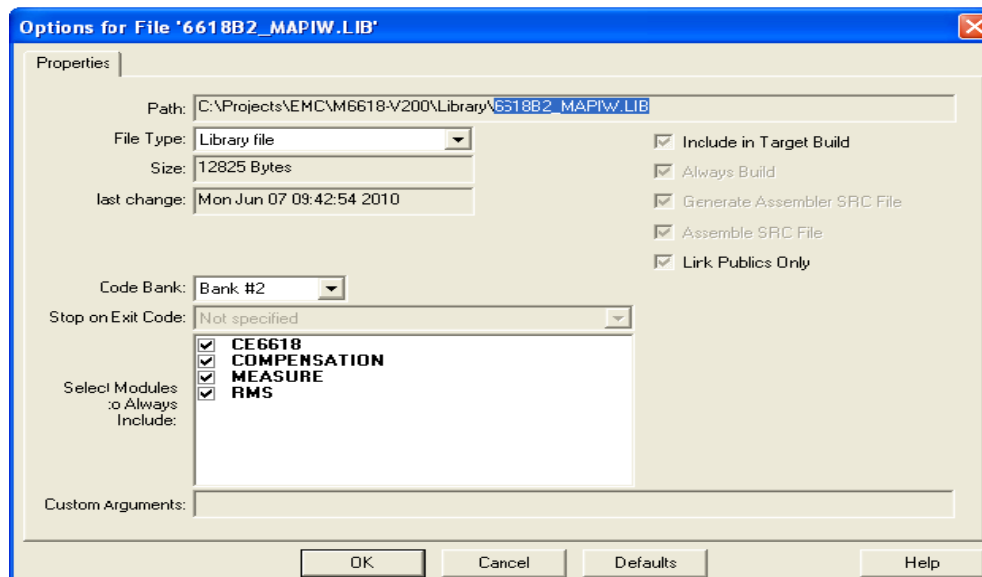 Options for File '6618B2_MAPIW.LIB'
Properties
Path: C:\Projects\EMC\M6618-V200\Library\6618B2_MAPIW.LIB
File Type: Library file
Include in Target Build
Size: 12825 Bytes
Always Build
last change: Mon Jun 07 09:42:54 2010
Generate Assembler SRC File
Assemble SRC File
Link Publics Only
Code Bank: Bank #2
Stop on Exit Code: Not specified
CE6618
COMPENSATION
MEASURE
RMS
Select Modules
to Always
Include:
Custom Arguments:
OK Cancel Defaults Help